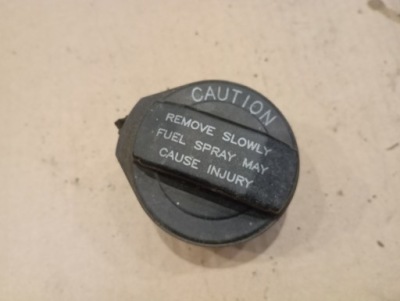 CAUTION
REMOVE SLOWLY
FUEL SPRAY MAY
CAUSE INJURY